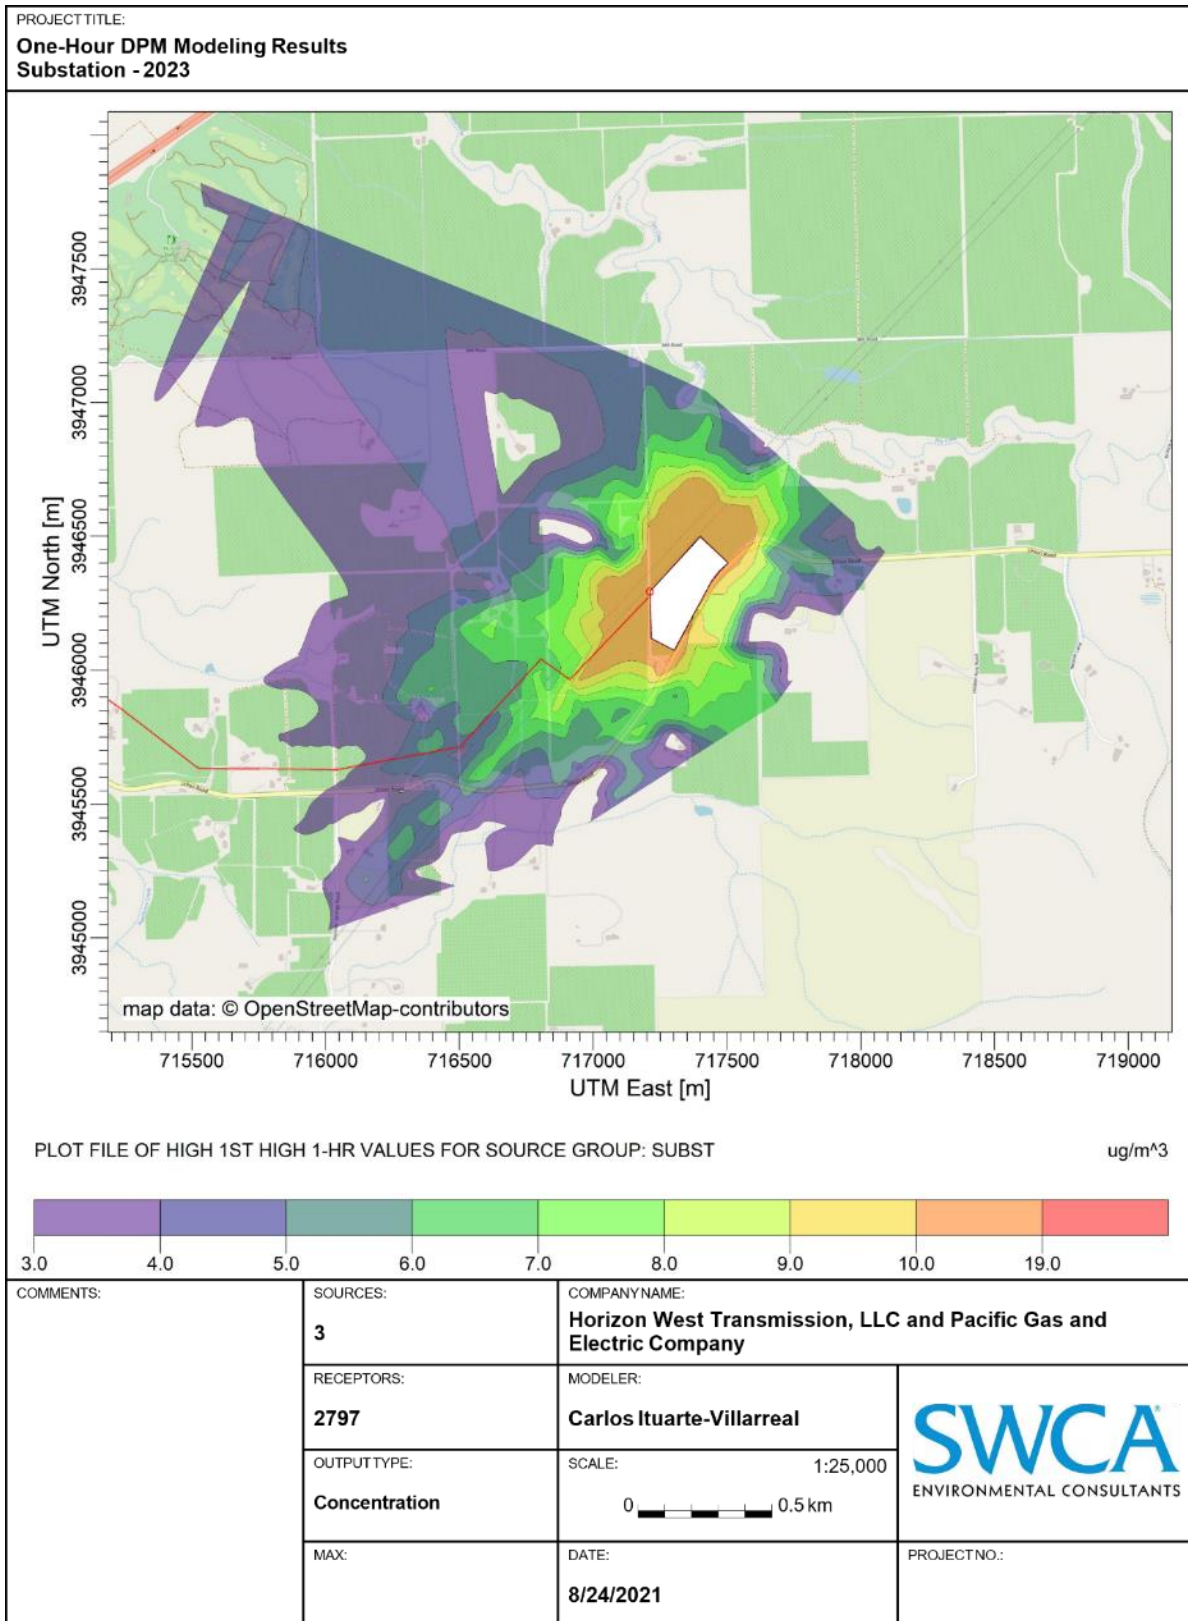 PROJECT TITLE:
One-Hour DPM Modeling Results
Substation - 2023
UTM North [m]
3947500
3947000
3946500
3946000
3945500
3945000
map data: © OpenStreetMap-contributors
715500 716000 716500 717000 717500 718000 718500 719000
UTM East [m]
PLOT FILE OF HIGH 1ST HIGH 1-HR VALUES FOR SOURCE GROUP: SUBST
ug/m^3
3.0 4.0 5.0 6.0 7.0 8.0 9.0 10.0 19.0
COMMENTS:
SOURCES:
3
COMPANY NAME:
Horizon West Transmission, LLC and Pacific Gas and
Electric Company
RECEPTORS:
2797
MODELER:
Carlos Ituarte-Villarreal
OUTPUT TYPE:
Concentration
SCALE:
1:25,000
0
0.5 km
SWCA
ENVIRONMENTAL CONSULTANTS
MAX:
DATE:
8/24/2021
PROJECT NO.: